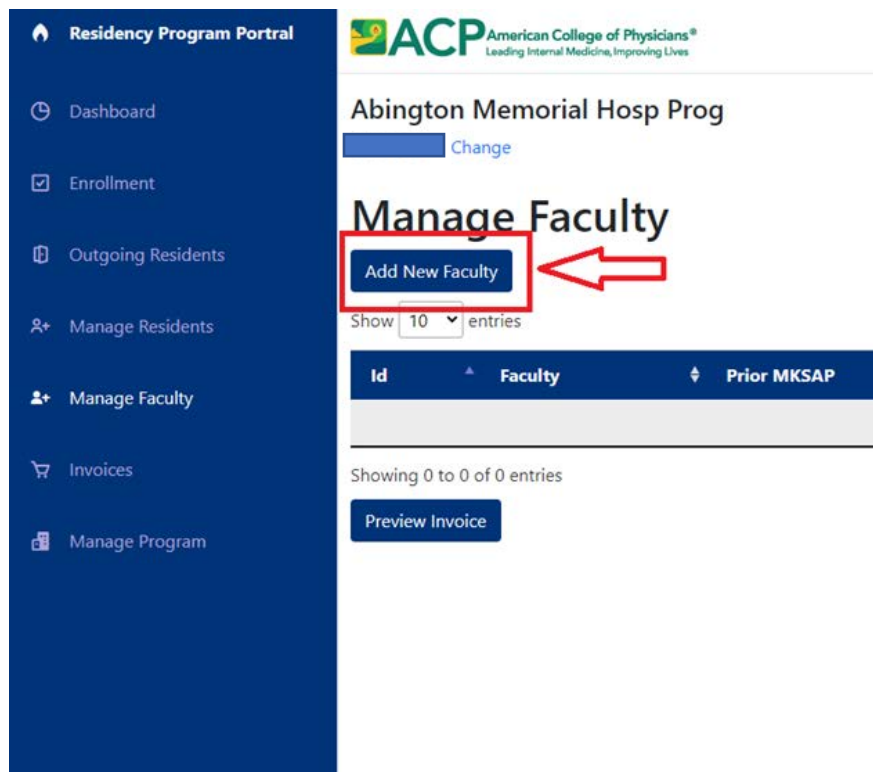 Residency Program Portral
Dashboard
Enrollment
Outgoing Residents
Manage Residents
Manage Faculty
Invoices
Manage Program
ACP American College of Physicians®
Leading Internal Medicine, Improving Lives
Abington Memorial Hosp Prog
Change
Manage Faculty
Add New Faculty
Show 10 entries
Id Faculty Prior MKSAP
Showing 0 to 0 of 0 entries
Preview Invoice